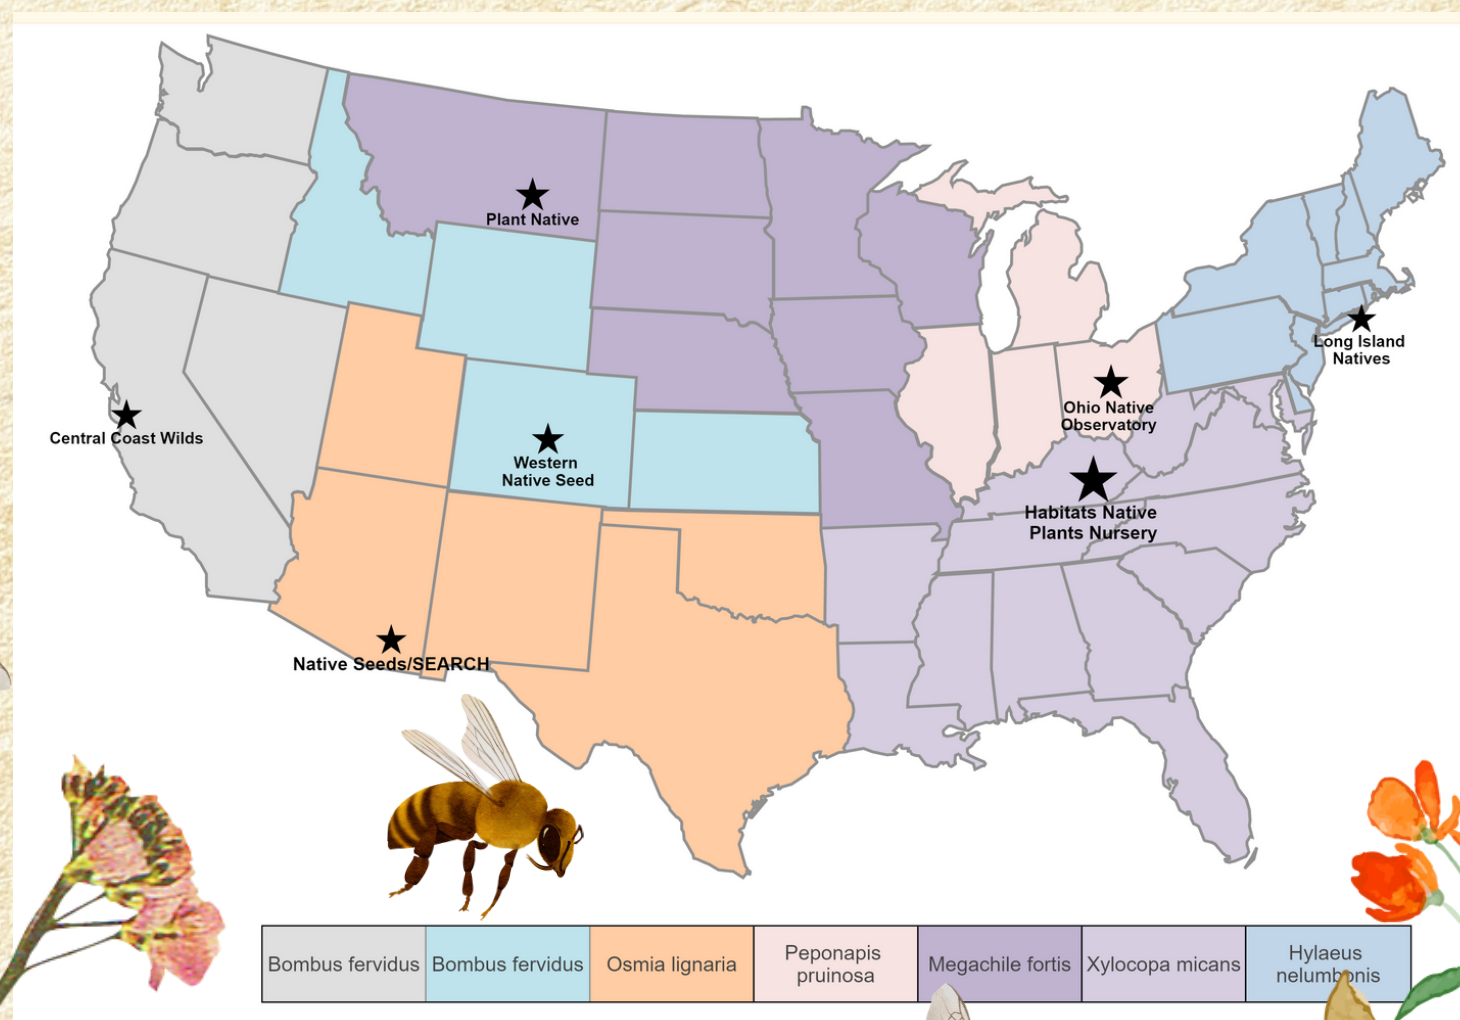 Plant Native
Long Island
Natives
Ohio Native
Observatory
Central Coast Wilds
Western
Native Seed
Habitats Native
Plants Nursery
Native Seeds/SEARCH
Bombus fervidus
Bombus fervidus
Osmia lignaria
Peponapis
pruinosa
Megachile fortis
Xylocopa micans
Hylaeus
nelumbonis